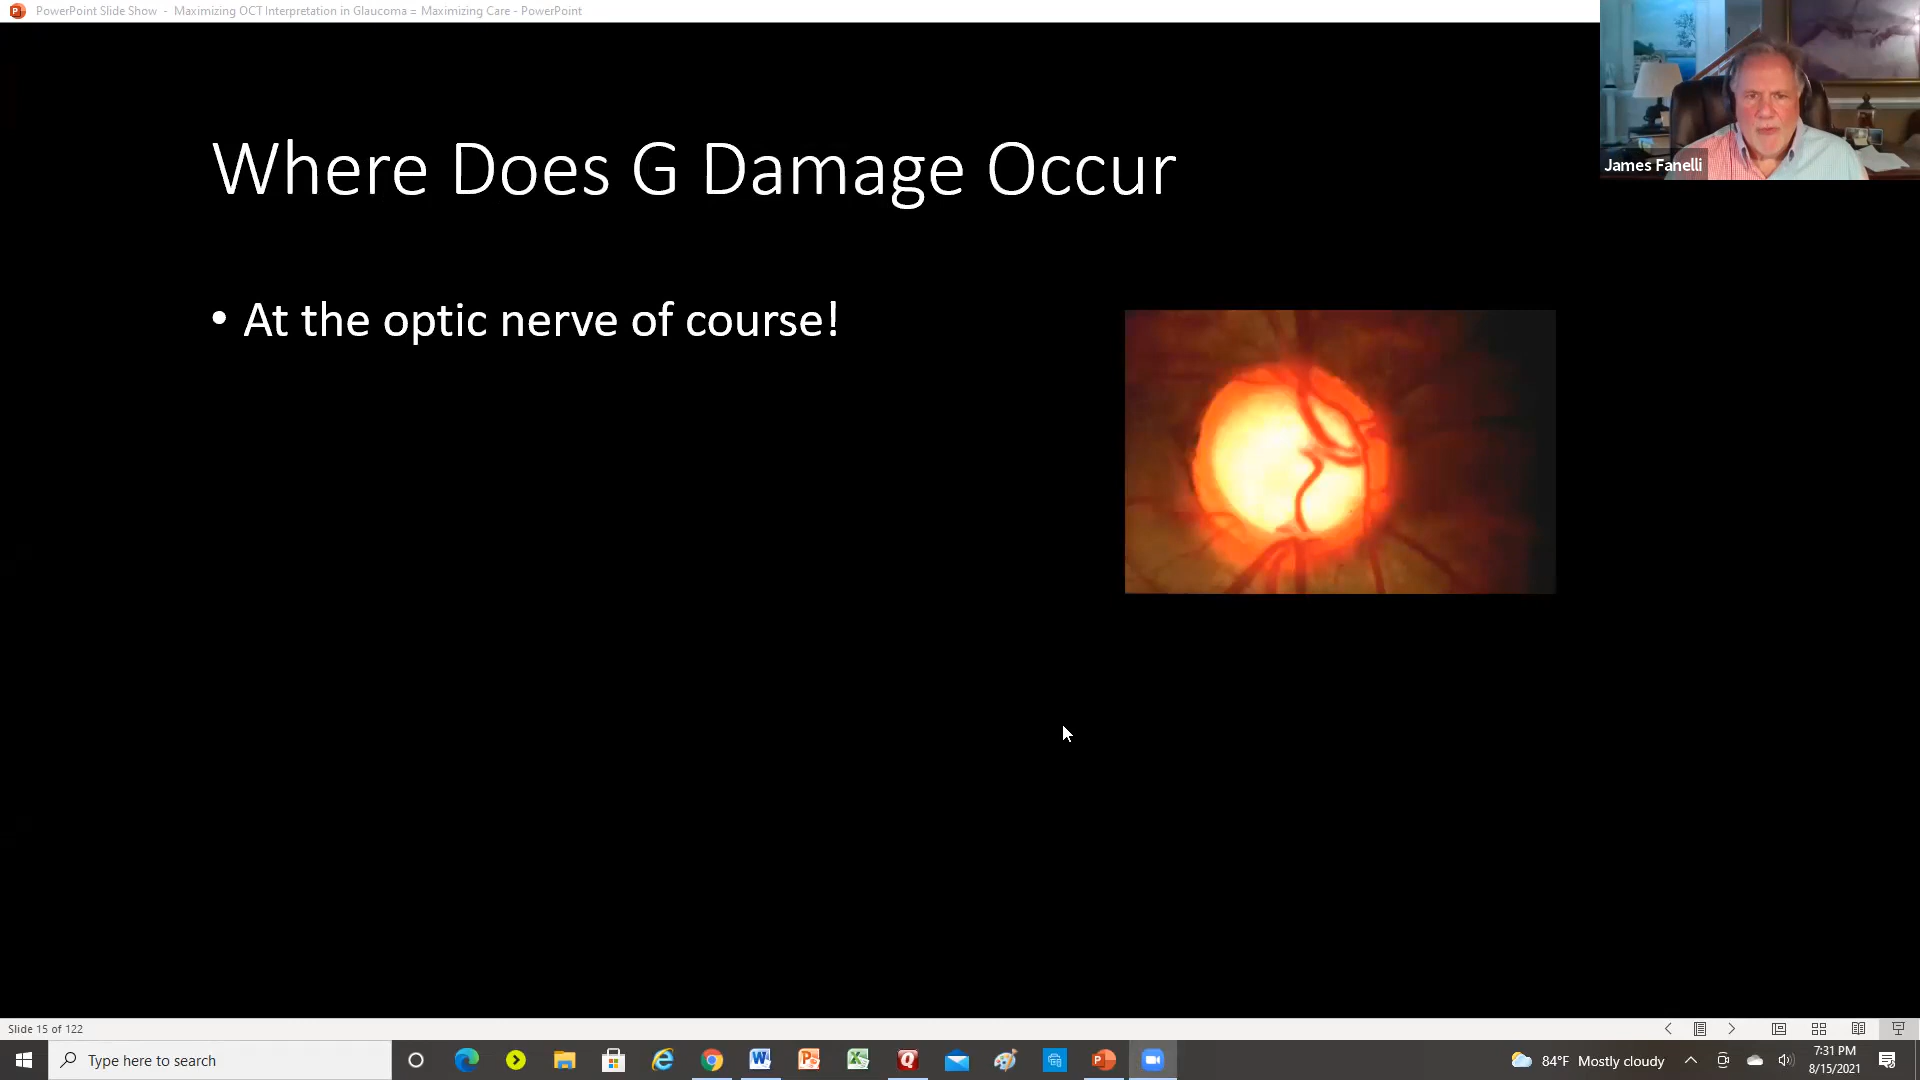 PowerPoint Slide Show - Maximizing OCT Interpretation in Glaucoma = Maximizing Care - PowerPoint
James Fanelli
Where Does G Damage Occur
• At the optic nerve of course!
Slide 15 of 122
Type here to search
84°F Mostly cloudy
7:31 PM
8/15/2021